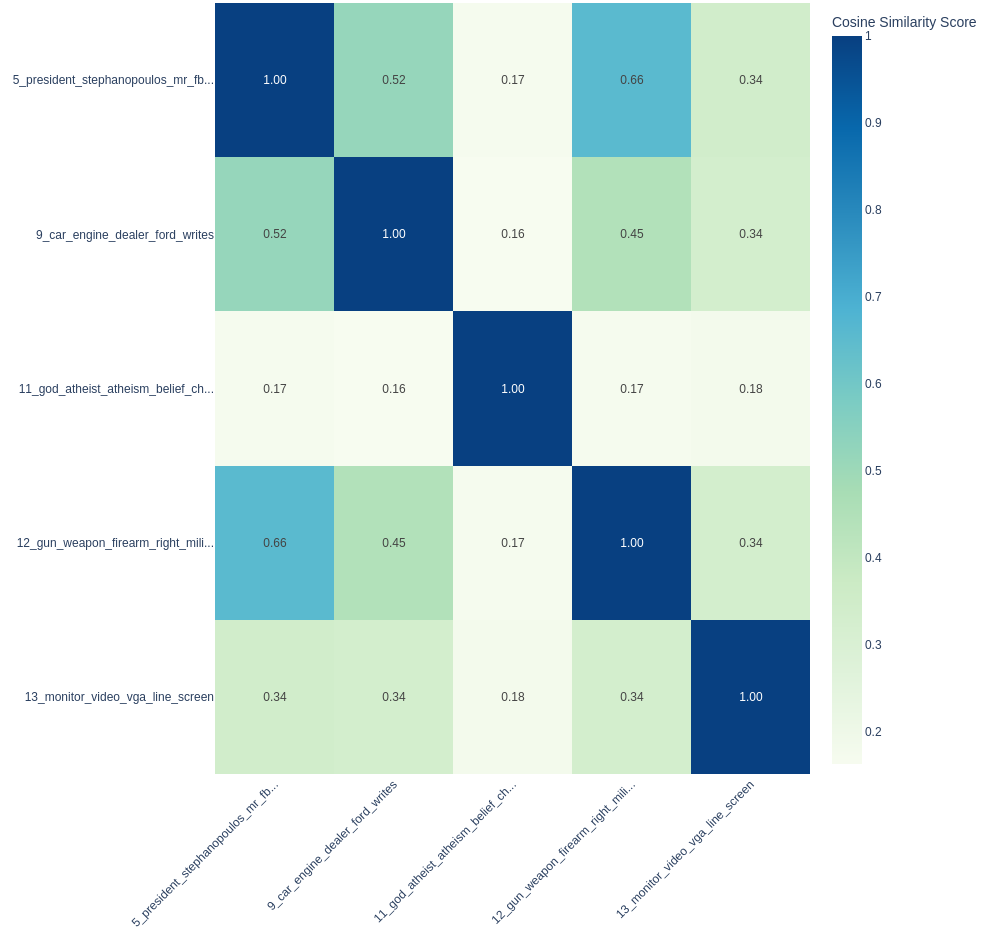 Cosine Similarity Score
5_president_stephanopoulos_mr_fb... 1.00 0.52 0.17 0.66 0.34
9_car_engine_dealer_ford_writes 0.52 1.00 0.16 0.45 0.34
11_god_atheist_atheism_belief_ch... 0.17 0.16 1.00 0.17 0.18
12_gun_weapon_firearm_right_mili... 0.66 0.45 0.17 1.00 0.34
13_monitor_video_vga_line_screen 0.34 0.34 0.18 0.34 1.00
5_president_stephanopoulos_mr_fb...
9_car_engine_dealer_ford_writes
11_god_atheist_atheism_belief_ch...
12_gun_weapon_firearm_right_mili...
13_monitor_video_vga_line_screen
1
0.9
0.8
0.7
0.6
0.5
0.4
0.3
0.2